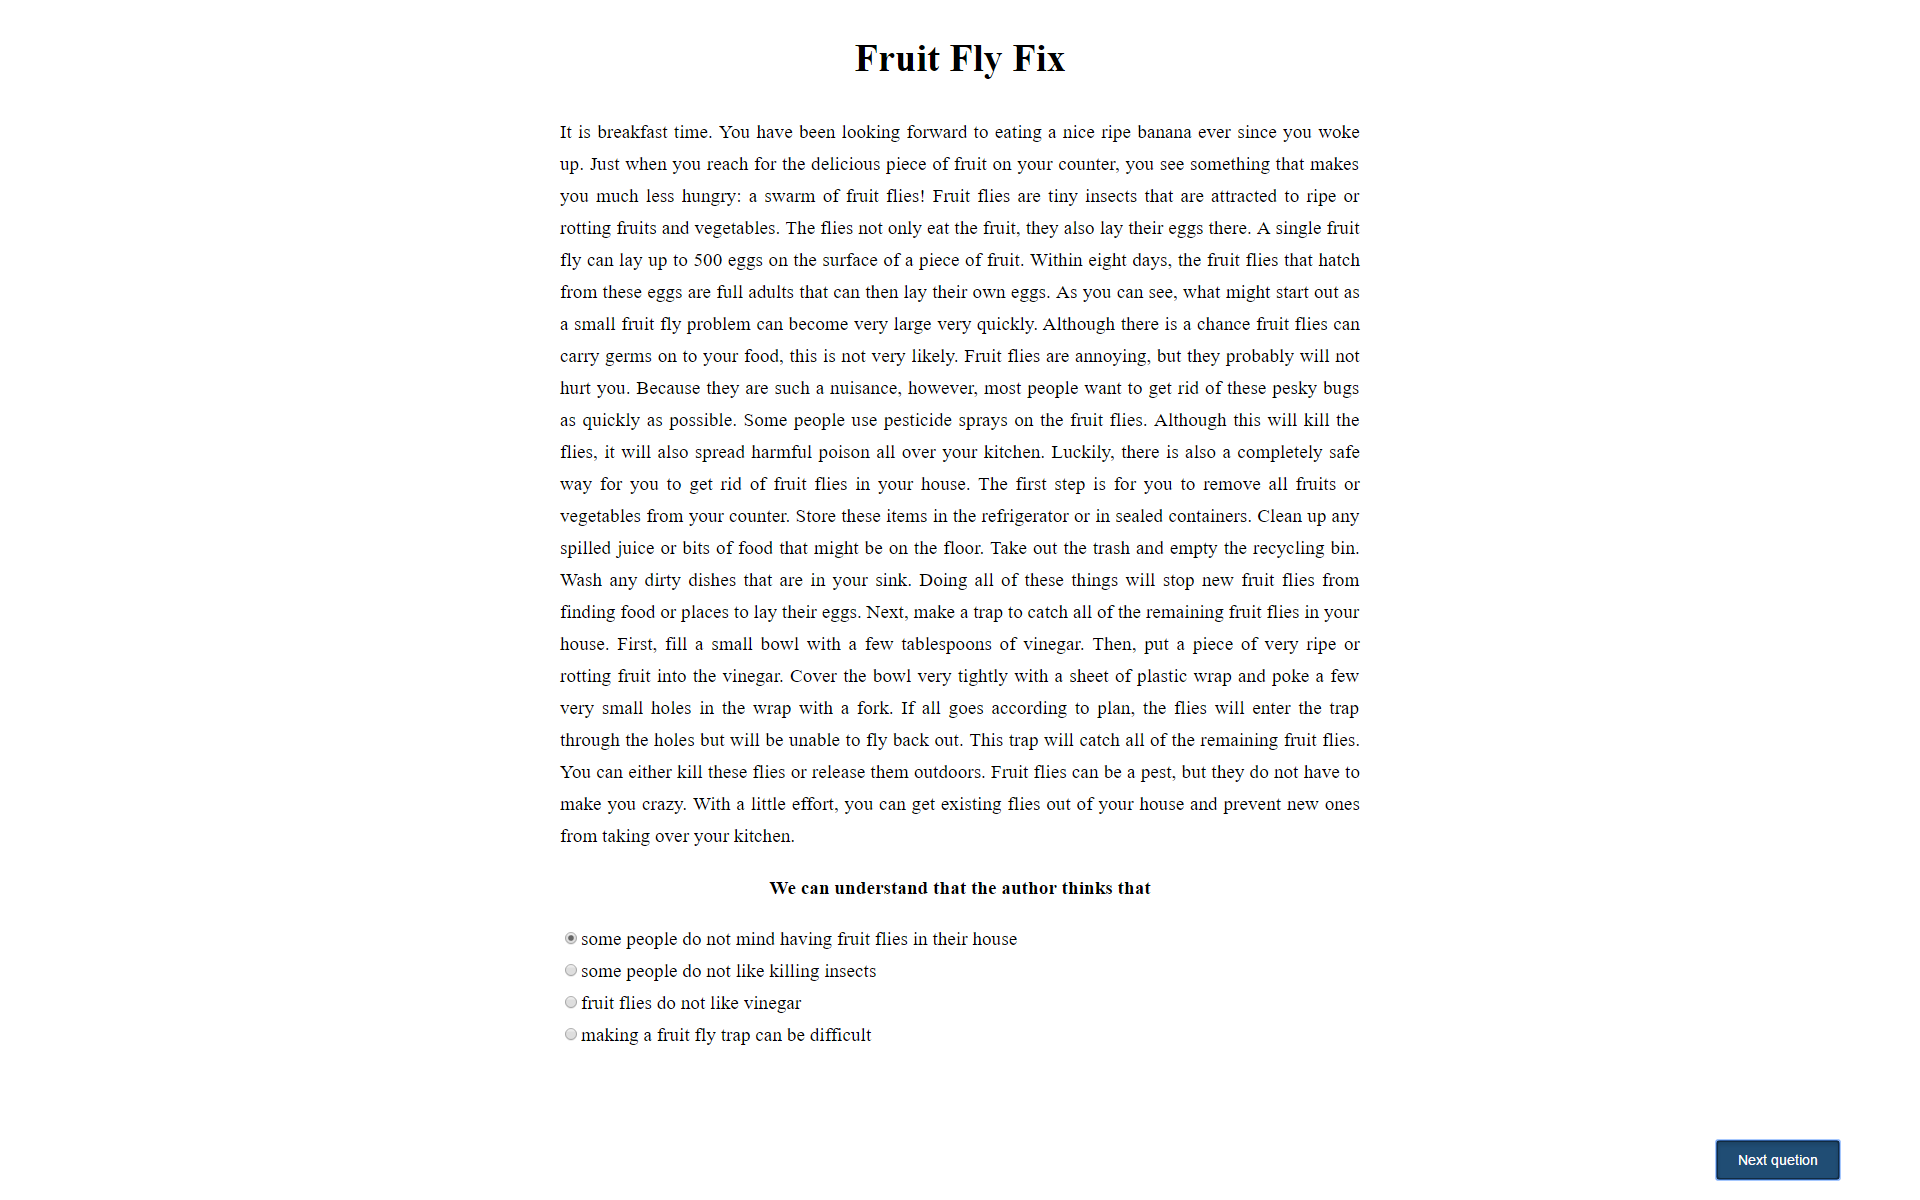 Fruit Fly Fix
It is breakfast time. You have been looking forward to eating a nice ripe banana ever since you woke
up. Just when you reach for the delicious piece of fruit on your counter, you see something that makes
you much less hungry: a swarm of fruit flies! Fruit flies are tiny insects that are attracted to ripe or
rotting fruits and vegetables. The flies not only eat the fruit, they also lay their eggs there. A single fruit
fly can lay up to 500 eggs on the surface of a piece of fruit. Within eight days, the fruit flies that hatch
from these eggs are full adults that can then lay their own eggs. As you can see, what might start out as
a small fruit fly problem can become very large very quickly. Although there is a chance fruit flies can
carry germs on to your food, this is not very likely. Fruit flies are annoying, but they probably will not
hurt you. Because they are such a nuisance, however, most people want to get rid of these pesky bugs
as quickly as possible. Some people use pesticide sprays on the fruit flies. Although this will kill the
flies, it will also spread harmful poison all over your kitchen. Luckily, there is also a completely safe
way for you to get rid of fruit flies in your house. The first step is for you to remove all fruits or
vegetables from your counter. Store these items in the refrigerator or in sealed containers. Clean up any
spilled juice or bits of food that might be on the floor. Take out the trash and empty the recycling bin.
Wash any dirty dishes that are in your sink. Doing all of these things will stop new fruit flies from
finding food or places to lay their eggs. Next, make a trap to catch all of the remaining fruit flies in your
house. First, fill a small bowl with a few tablespoons of vinegar. Then, put a piece of very ripe or
rotting fruit into the vinegar. Cover the bowl very tightly with a sheet of plastic wrap and poke a few
very small holes in the wrap with a fork. If all goes according to plan, the flies will enter the trap
through the holes but will be unable to fly back out. This trap will catch all of the remaining fruit flies.
You can either kill these flies or release them outdoors. Fruit flies can be a pest, but they do not have to
make you crazy. With a little effort, you can get existing flies out of your house and prevent new ones
from taking over your kitchen.
We can understand that the author thinks that
some people do not mind having fruit flies in their house
some people do not like killing insects
fruit flies do not like vinegar
making a fruit fly trap can be difficult
Next quetion